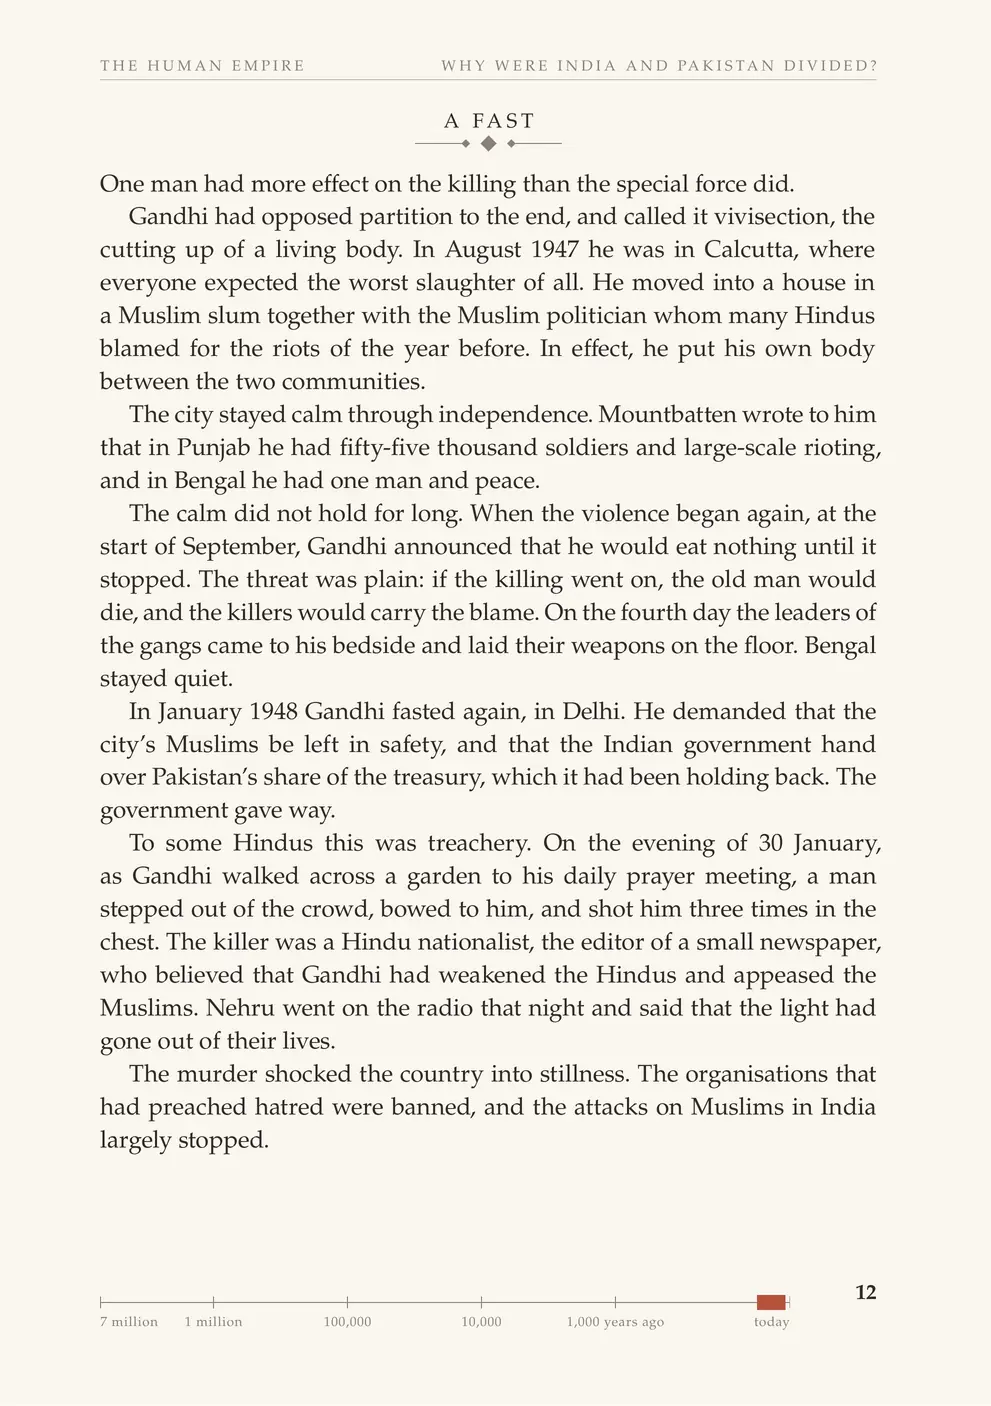 THE HUMAN EMPIRE
WHY WERE INDIA AND PAKISTAN DIVIDED?
A FAST
One man had more effect on the killing than the special force did.
Gandhi had opposed partition to the end, and called it vivisection, the
cutting up of a living body. In August 1947 he was in Calcutta, where
everyone expected the worst slaughter of all. He moved into a house in
a Muslim slum together with the Muslim politician whom many Hindus
blamed for the riots of the year before. In effect, he put his own body
between the two communities.
The city stayed calm through independence. Mountbatten wrote to him
that in Punjab he had fifty-five thousand soldiers and large-scale rioting,
and in Bengal he had one man and peace.
The calm did not hold for long. When the violence began again, at the
start of September, Gandhi announced that he would eat nothing until it
stopped. The threat was plain: if the killing went on, the old man would
die, and the killers would carry the blame. On the fourth day the leaders of
the gangs came to his bedside and laid their weapons on the floor. Bengal
stayed quiet.
In January 1948 Gandhi fasted again, in Delhi. He demanded that the
city’s Muslims be left in safety, and that the Indian government hand
over Pakistan’s share of the treasury, which it had been holding back. The
government gave way.
To some Hindus this was treachery. On the evening of 30 January,
as Gandhi walked across a garden to his daily prayer meeting, a man
stepped out of the crowd, bowed to him, and shot him three times in the
chest. The killer was a Hindu nationalist, the editor of a small newspaper,
who believed that Gandhi had weakened the Hindus and appeased the
Muslims. Nehru went on the radio that night and said that the light had
gone out of their lives.
The murder shocked the country into stillness. The organisations that
had preached hatred were banned, and the attacks on Muslims in India
largely stopped.
12
7 million
1 million
100,000
10,000
1,000 years ago
today